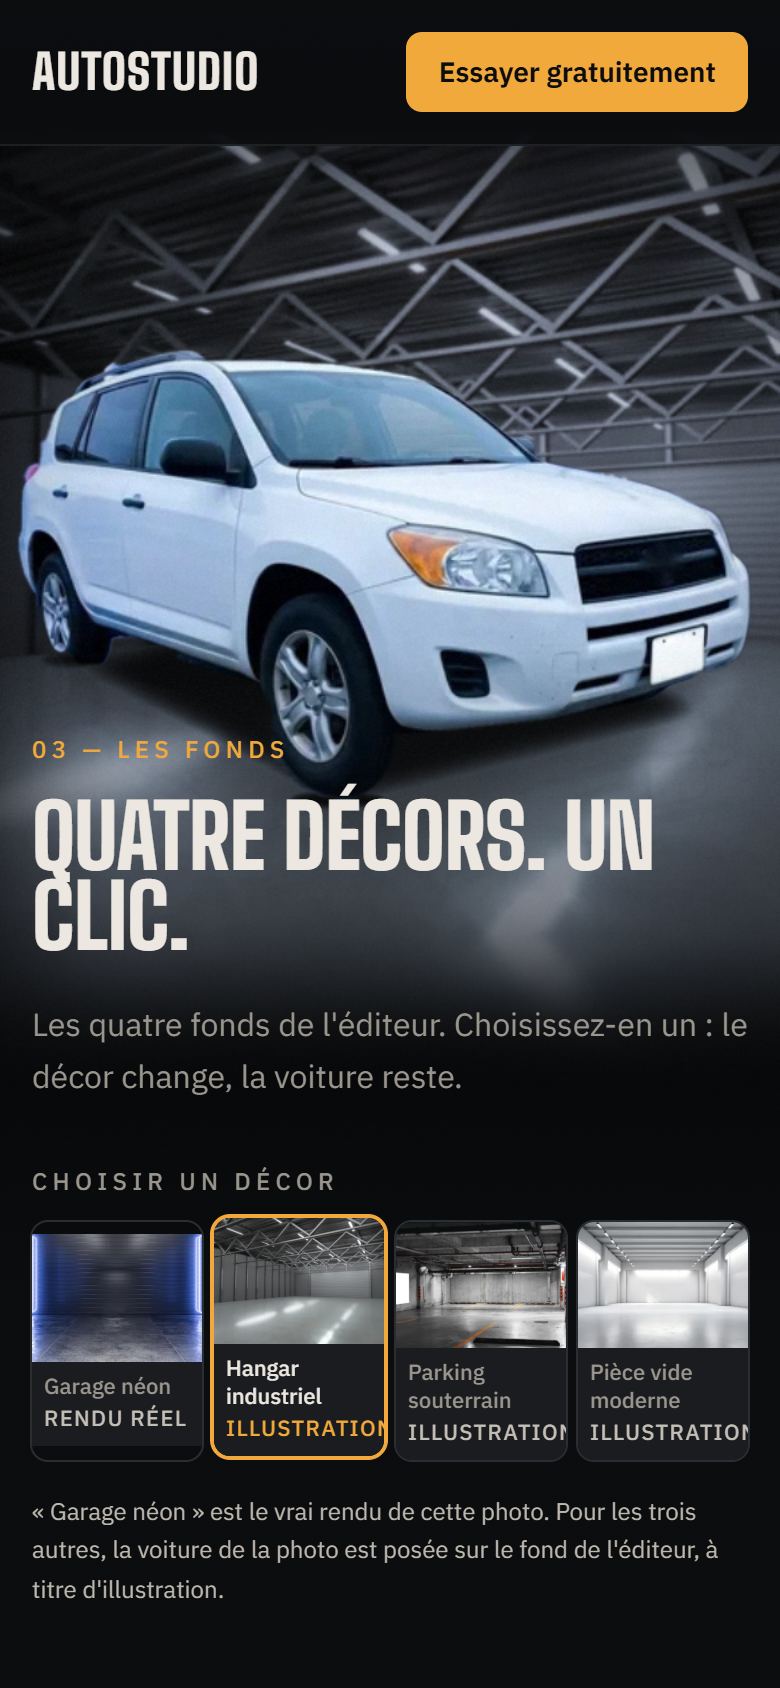 AUTOSTUDIO
Essayer gratuitement
03 — LES FONDS
QUATRE DÉCORS. UN
CLIC.
Les quatre fonds de l'éditeur. Choisissez-en un : le
décor change, la voiture reste.
CHOISIR UN DÉCOR
Garage néon
RENDU RÉEL
Hangar
industriel
ILLUSTRATION
Parking
souterrain
ILLUSTRATION
Pièce vide
moderne
ILLUSTRATION
« Garage néon » est le vrai rendu de cette photo. Pour les trois
autres, la voiture de la photo est posée sur le fond de l'éditeur, à
titre d'illustration.